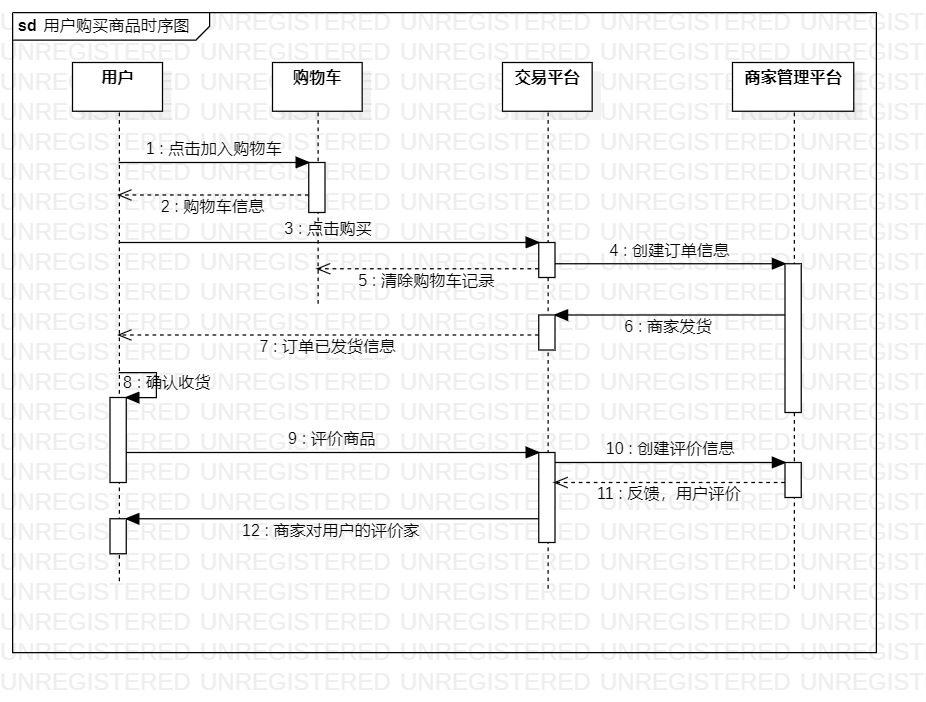 sd 用户购买商品时序图
用户
购物车
交易平台
商家管理平台
1 : 点击加入购物车
2 : 购物车信息
3 : 点击购买
4 : 创建订单信息
5 : 清除购物车记录
6 : 商家发货
7 : 订单已发货信息
8 : 确认收货
9 : 评价商品
10 : 创建评价信息
11 : 反馈，用户评价
12 : 商家对用户的评价家
UNREGISTERED